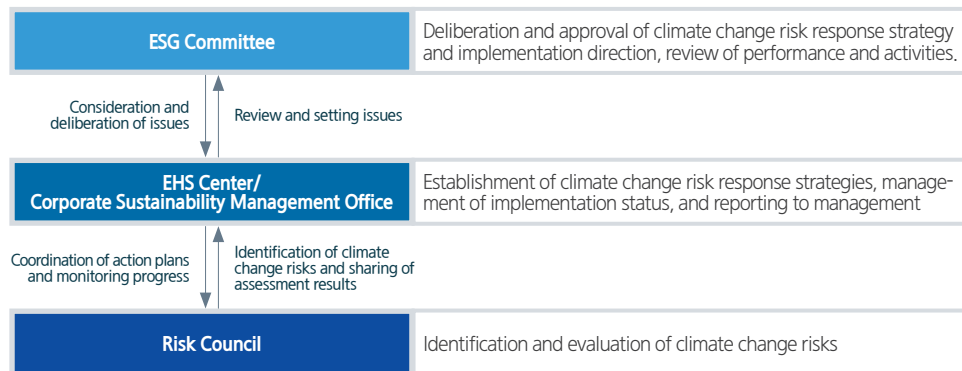 ESG Committee
Deliberation and approval of climate change risk response strategy
and implementation direction, review of performance and activities.
Consideration and
deliberation of issues
Review and setting issues
EHS Center/
Corporate Sustainability Management Office
Establishment of climate change risk response strategies, manage-
ment of implementation status, and reporting to management
Coordination of action plans
and monitoring progress
Identification of climate
change risks and sharing of
assessment results
Risk Council
Identification and evaluation of climate change risks